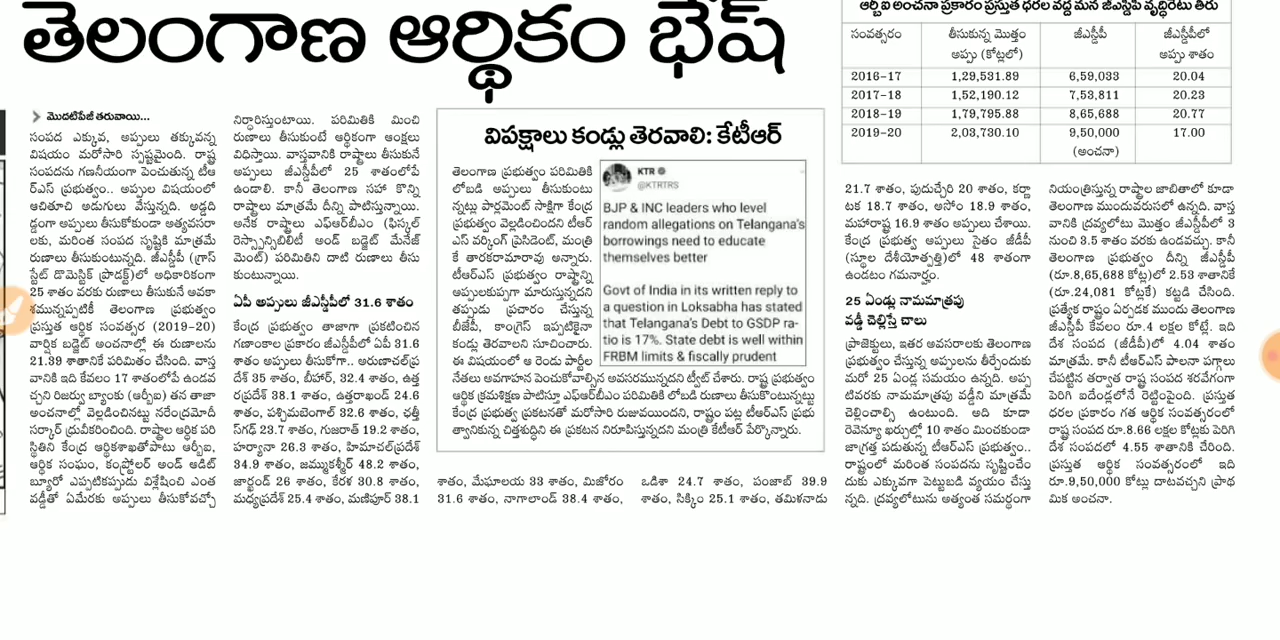 తెలంగాణ ఆర్థికం భేష్
మొదటిపేజీ తరువాయి...
సంపద ఎక్కువ, అప్పులు తక్కువన్న
విషయం మరోసారి స్పష్టమైంది. రాష్ట్ర
సంపదను గణనీయంగా పెంచుతున్న టీఆ
ర్ఎస్ ప్రభుత్వం.. అప్పుల విషయంలో
ఆచితూచి అడుగులు వేస్తున్నది. అడ్డది
డ్డంగా అప్పులు తీసుకోకుండా అత్యవసరా
లకు, మరింత సంపద సృష్టికి మాత్రమే
రుణాలు తీసుకుంటున్నది. జీఎస్డీపీ (గ్రాస్
స్టేట్ డొమెస్టిక్ ప్రొడక్ట్)లో అధికారికంగా
25 శాతం వరకు రుణాలు తీసుకునే అవకా
శమున్నప్పటికీ తెలంగాణ ప్రభుత్వం
ప్రస్తుత ఆర్థిక సంవత్సర (2019-20)
వార్షిక బడ్జెట్ అంచనాల్లో ఈ రుణాలను
21.39 శాతానికే పరిమితం చేసింది. వాస్త
వానికి ఇది కేవలం 17 శాతంలోపే ఉండవ
చ్చని రిజర్వు బ్యాంకు (ఆర్బీఐ) తన తాజా
అంచనాలో వెల్లడించినట్టు నరేంద్రమోదీ
సర్కార్ ధ్రువీకరించింది. రాష్ట్రాల ఆర్థిక పరి
స్థితిని కేంద్ర ఆర్థికశాఖతోపాటు ఆర్బీఐ,
ఆర్థిక సంఘం, కంప్ట్రోలర్ అండ్ ఆడిట్
బ్యూరో ఎప్పటికప్పుడు విశ్లేషించి ఎంత
వడ్డీతో ఏమేరకు అప్పులు తీసుకోవచ్చో
నిర్ధారిస్తుంటాయి. పరిమితికి మించి
రుణాలు తీసుకుంటే ఆర్థికంగా ఆంక్షలు
విధిస్తాయి. వాస్తవానికి రాష్ట్రాలు తీసుకునే
అప్పులు జీఎస్డీపీలో 25 శాతంలోపే
ఉండాలి. కానీ తెలంగాణ సహా కొన్ని
రాష్ట్రాలు మాత్రమే దీన్ని పాటిస్తున్నాయి.
అనేక రాష్ట్రాలు ఎఫ్ఆర్బీఎం (ఫిస్కల్
రెస్పాన్సిబిలిటీ అండ్ బడ్జెట్ మేనేజ్
మెంట్) పరిమితిని దాటి రుణాలు తీసు
కుంటున్నాయి.
ఏపీ అప్పులు జీఎస్డీపీలో 31.6 శాతం
కేంద్ర ప్రభుత్వం తాజాగా ప్రకటించిన
గణాంకాల ప్రకారం జీఎస్డీపీలో ఏపీ 31.6
శాతం అప్పులు తీసుకోగా.. అరుణాచల్‌ప్ర
దేశ్ 35 శాతం, బీహార్, 32.4 శాతం, ఉత్త
రప్రదేశ్ 38.1 శాతం, ఉత్తరాఖండ్ 24.6
శాతం, పశ్చిమబెంగాల్ 32.6 శాతం, ఛత్తీ
స్‌గఢ్ 23.7 శాతం, గుజరాత్ 19.2 శాతం,
హర్యానా 26.3 శాతం, హిమాచల్‌ప్రదేశ్
34.9 శాతం, జమ్ముకశ్మీర్ 48.2 శాతం,
జార్ఖండ్ 26 శాతం, కేరళ 30.8 శాతం,
మధ్యప్రదేశ్ 25.4 శాతం, మణిపూర్ 38.1
విపక్షాలు కండ్లు తెరవాలి: కేటీఆర్
తెలంగాణ ప్రభుత్వం పరిమితికి
లోబడి అప్పులు తీసుకుంటు
న్నట్లు పార్లమెంట్ సాక్షిగా కేంద్ర
ప్రభుత్వం వెల్లడించిందని టీఆర్
ఎస్ వర్కింగ్ ప్రెసిడెంట్, మంత్రి
కే తారకరామారావు అన్నారు.
టీఆర్ఎస్ ప్రభుత్వం రాష్ట్రాన్ని
అప్పులకుప్పగా మారుస్తున్నదని
తప్పుడు ప్రచారం చేస్తున్న
బీజేపీ, కాంగ్రెస్ ఇప్పటికైనా
కండ్లు తెరవాలని సూచించారు.
ఈ విషయంలో ఆ రెండు పార్టీల
నేతలు అవగాహన పెంచుకోవాల్సిన అవసరమున్నదని ట్వీట్ చేశారు. రాష్ట్ర ప్రభుత్వం
ఆర్థిక క్రమశిక్షణ పాటిస్తూ ఎఫ్ఆర్బీఎం పరిమితికి లోబడి రుణాలు తీసుకొంటున్నట్టు
కేంద్ర ప్రభుత్వ ప్రకటనతో మరోసారి రుజువయిందని, రాష్ట్రం పట్ల టీఆర్ఎస్ ప్రభు
త్వానికున్న చిత్తశుద్ధిని ఈ ప్రకటన నిరూపిస్తున్నదని మంత్రి కేటీఆర్ పేర్కొన్నారు.
KTR
@KTRTRS
BJP & INC leaders who level
random allegations on Telangana's
borrowings need to educate
themselves better
Govt of India in its written reply to
a question in Loksabha has stated
that Telangana's Debt to GSDP ra-
tio is 17%. State debt is well within
FRBM limits & fiscally prudent
శాతం, మేఘాలయ 33 శాతం, మిజోరం
31.6 శాతం, నాగాలాండ్ 38.4 శాతం,
ఒడిశా 24.7 శాతం, పంజాబ్ 39.9
శాతం, సిక్కిం 25.1 శాతం, తమిళనాడు
ఆర్బీఐ అంచనా ప్రకారం ప్రస్తుత ధరల వద్ద మన జీఎస్డీపీ వృద్ధిరేటు తీరు
సంవత్సరం తీసుకున్న మొత్తం జీఎస్డీపీ జీఎస్డీపీలో
అప్పు (కోట్లలో) అప్పు శాతం
2016-17 1,29,531.89 6,59,033 20.04
2017-18 1,52,190.12 7,53,811 20.23
2018-19 1,79,795.88 8,65,688 20.77
2019-20 2,03,730.10 9,50,000 17.00
(అంచనా)
21.7 శాతం, పుదుచ్చేరి 20 శాతం, కర్ణా
టక 18.7 శాతం, అసోం 18.9 శాతం,
మహారాష్ట్ర 16.9 శాతం అప్పులు చేశాయి.
కేంద్ర ప్రభుత్వ అప్పులు సైతం జీడీపీ
(స్థూల దేశీయోత్పత్తి)లో 48 శాతంగా
ఉండటం గమనార్హం.
25 ఏండ్లు నామమాత్రపు
వడ్డీ చెల్లిస్తే చాలు
ప్రాజెక్టులు, ఇతర అవసరాలకు తెలంగాణ
ప్రభుత్వం చేస్తున్న అప్పులను తీర్చేందుకు
మరో 25 ఏండ్ల సమయం ఉన్నది. అప్ప
టివరకు నామమాత్రపు వడ్డీని మాత్రమే
చెల్లించాల్సి ఉంటుంది. అది కూడా
రెవెన్యూ ఖర్చుల్లో 10 శాతం మించకుండా
జాగ్రత్త పడుతున్న టీఆర్ఎస్ ప్రభుత్వం..
రాష్ట్రంలో మరింత సంపదను సృష్టించేం
దుకు ఎక్కువగా పెట్టుబడి వ్యయం చేస్తు
న్నది. ద్రవ్యలోటును అత్యంత సమర్థంగా
నియంత్రిస్తున్న రాష్ట్రాల జాబితాలో కూడా
తెలంగాణ ముందువరుసలో ఉన్నది. వాస్త
వానికి ద్రవ్యలోటు మొత్తం జీఎస్డీపీలో 3
నుంచి 3.5 శాతం వరకు ఉండవచ్చు. కానీ
తెలంగాణ ప్రభుత్వం దీన్ని జీఎస్డీపీ
(రూ.8,65,688 కోట్ల)లో 2.53 శాతానికే
(రూ.24,081 కోట్లకే) కట్టడి చేసింది.
ప్రత్యేక రాష్ట్రం ఏర్పడక ముందు తెలంగాణ
జీఎస్డీపీ కేవలం రూ.4 లక్షల కోట్లే. ఇది
దేశ సంపద (జీడీపీ)లో 4.04 శాతం
మాత్రమే. కానీ టీఆర్ఎస్ పాలనా పగ్గాలు
చేపట్టిన తర్వాత రాష్ట్ర సంపద శరవేగంగా
పెరిగి ఐదేండ్లలోనే రెట్టింపైంది. ప్రస్తుత
ధరల ప్రకారం గత ఆర్థిక సంవత్సరంలో
రాష్ట్ర సంపద రూ.8.66 లక్షల కోట్లకు పెరిగి
దేశ సంపదలో 4.55 శాతానికి చేరింది.
ప్రస్తుత ఆర్థిక సంవత్సరంలో ఇది
రూ.9,50,000 కోట్లు దాటవచ్చని ప్రాథ
మిక అంచనా.